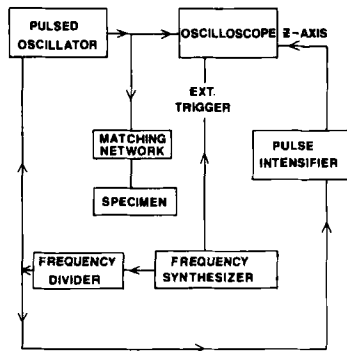 PULSED
OSCILLATOR
OSCILLOSCOPE
Z-AXIS
EXT.
TRIGGER
MATCHING
NETWORK
PULSE
INTENSIFIER
SPECIMEN
FREQUENCY
DIVIDER
FREQUENCY
SYNTHESIZER